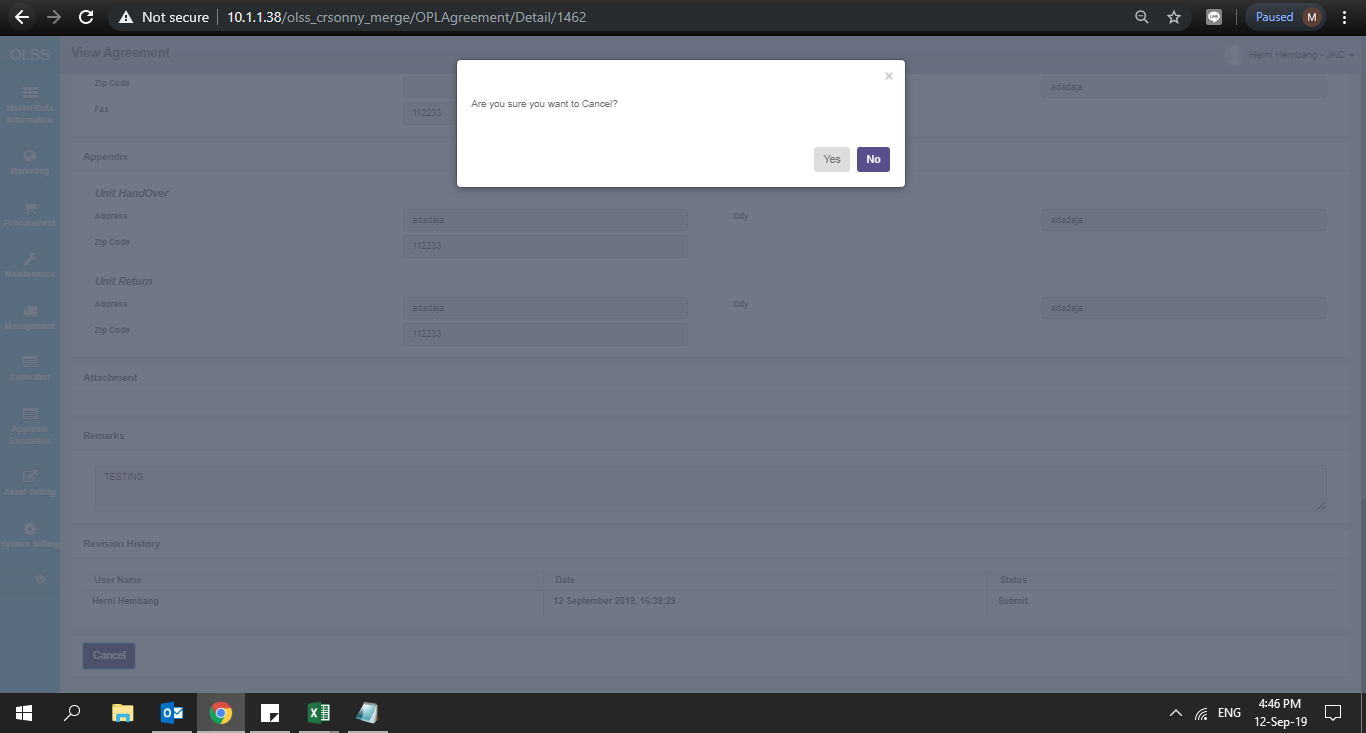 Not secure 10.1.1.38/olss_crsonny_merge/OPLAgreement/Detail/1462
Paused M
OLSS
View Agreement
Herni Hembang - JKC
×
Are you sure you want to Cancel?
Yes
No
Master Data
Information
Marketing
Procurement
Maintenance
Management
Collection
Approval
Escalation
Asset Selling
System Setting
Zip Code
adadaja
Fax
112233
Appendix
Unit HandOver
Address
adadaja
City
adadaja
Zip Code
112233
Unit Return
Address
adadaja
City
adadaja
Zip Code
112233
Attachment
Remarks
TESTING
Revision History
User Name Date Status
Herni Hembang 12 September 2019, 16:39:29 Submit
Cancel
ENG
4:46 PM
12-Sep-19